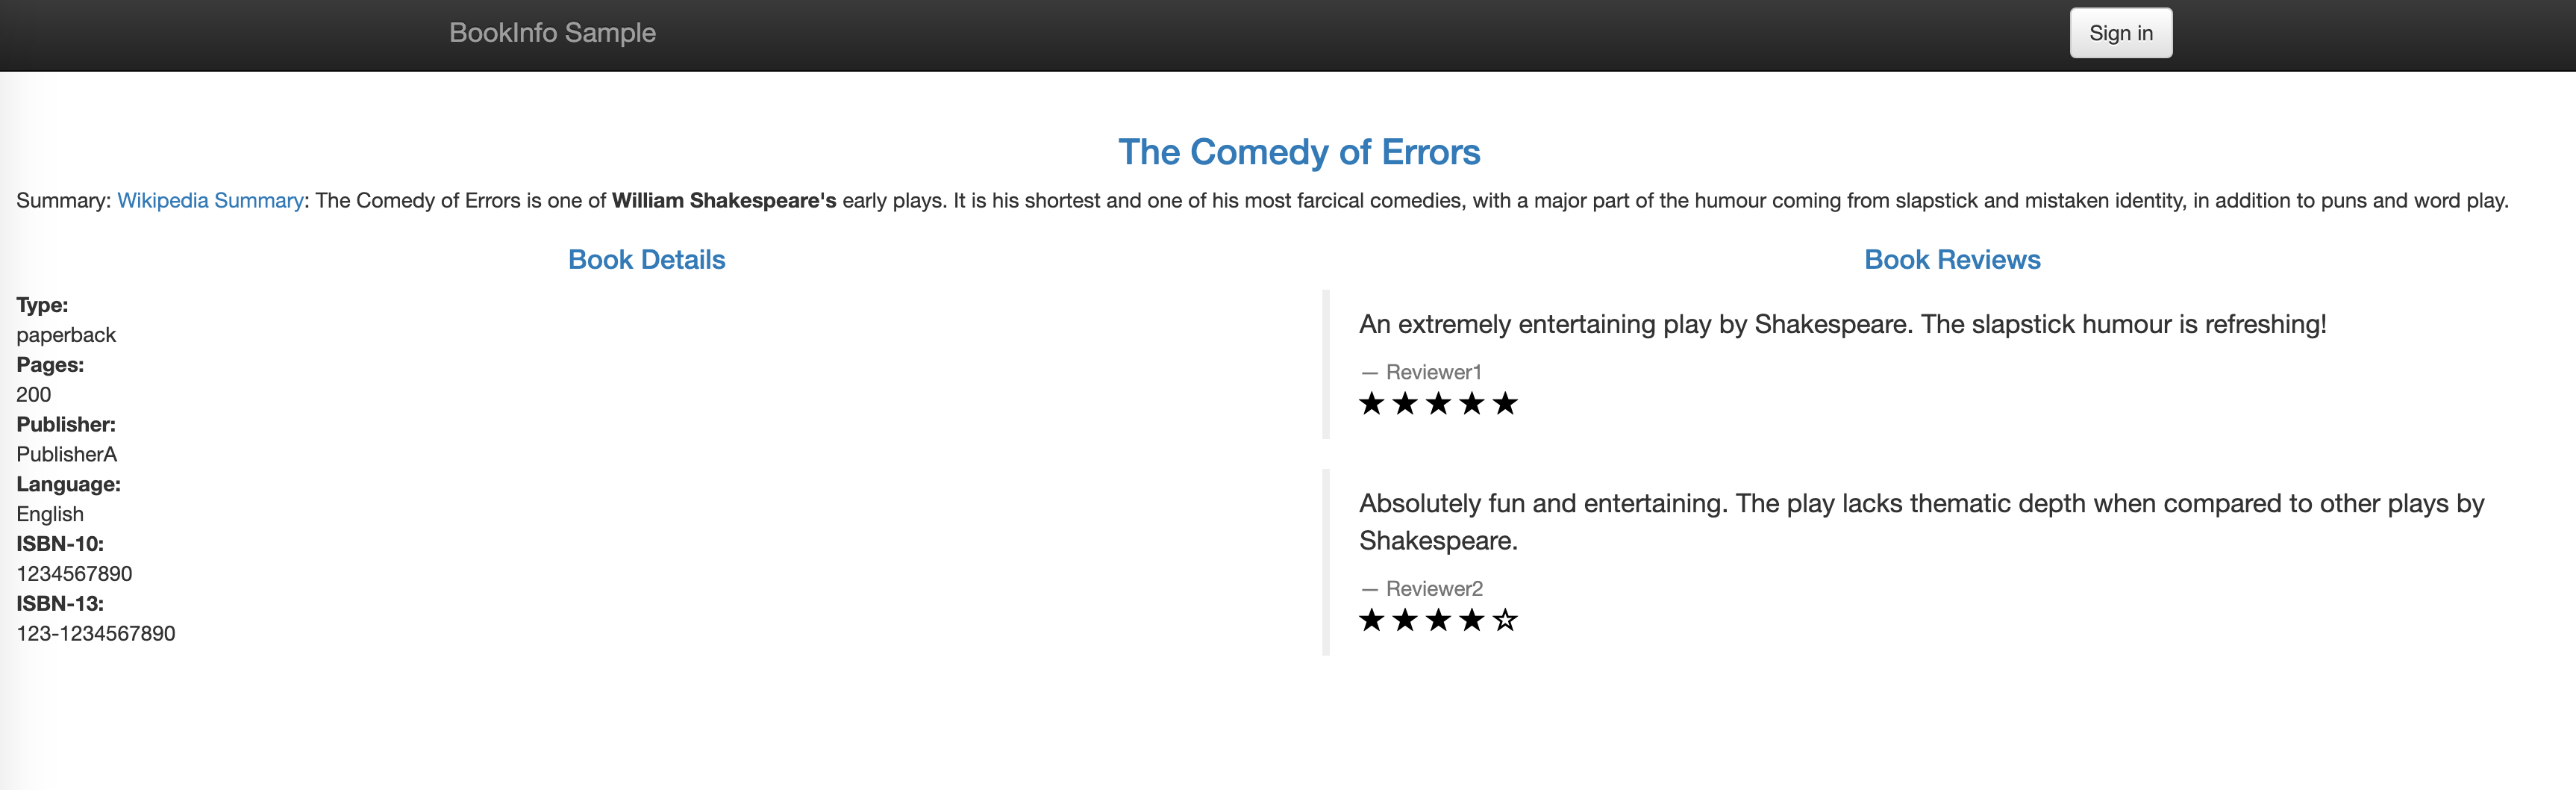 BookInfo Sample
Sign in
The Comedy of Errors
Summary: Wikipedia Summary: The Comedy of Errors is one of William Shakespeare's early plays. It is his shortest and one of his most farcical comedies, with a major part of the humour coming from slapstick and mistaken identity, in addition to puns and word play.
Book Details
Type:
paperback
Pages:
200
Publisher:
PublisherA
Language:
English
ISBN-10:
1234567890
ISBN-13:
123-1234567890
Book Reviews
An extremely entertaining play by Shakespeare. The slapstick humour is refreshing!
— Reviewer1
★ ★ ★ ★ ★
Absolutely fun and entertaining. The play lacks thematic depth when compared to other plays by
Shakespeare.
— Reviewer2
★ ★ ★ ★ ☆